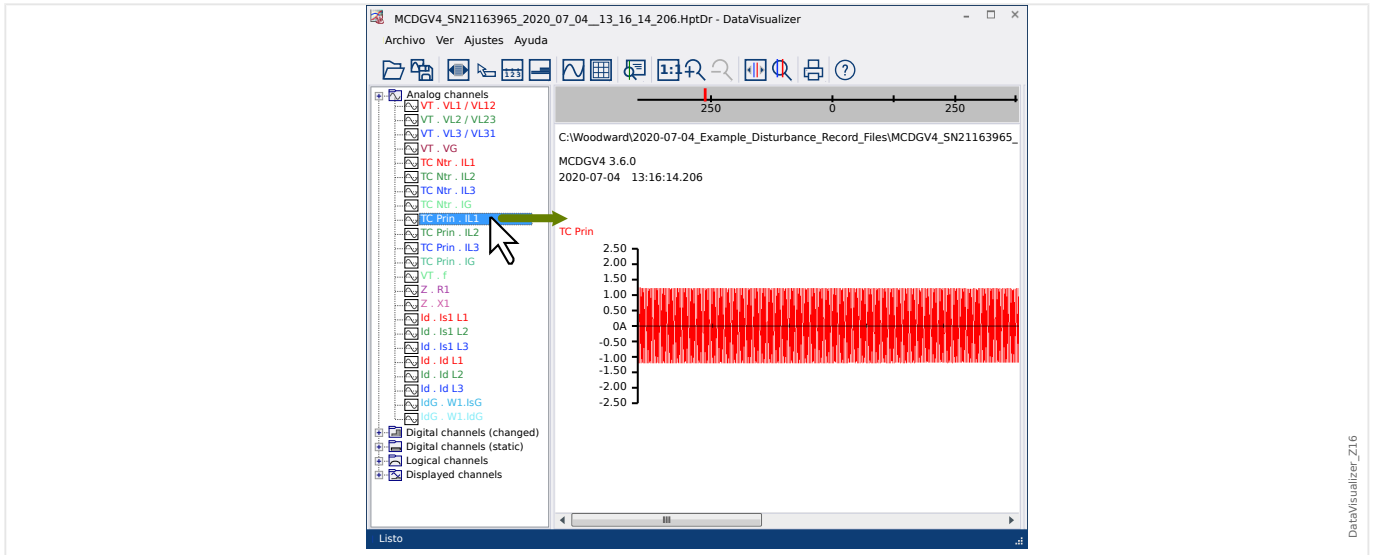 MCDGV4_SN21163965_2020_07_04__13_16_14_206.HptDr - DataVisualizer
Archivo Ver Ajustes Ayuda
123
1:1
Analog channels
VT . VL1 / VL12
VT . VL2 / VL23
VT . VL3 / VL31
VT . VG
TC Ntr . IL1
TC Ntr . IL2
TC Ntr . IL3
TC Ntr . IG
TC Prin . IL1
TC Prin . IL2
TC Prin . IL3
TC Prin . IG
VT . f
Z . R1
Z . X1
Id . Is1 L1
Id . Is1 L2
Id . Is1 L3
Id . Id L1
Id . Id L2
Id . Id L3
IdG . W1.IsG
IdG . W1.IdG
Digital channels (changed)
Digital channels (static)
Logical channels
Displayed channels
250 0 250
C:\Woodward\2020-07-04_Example_Disturbance_Record_Files\MCDGV4_SN21163965_
MCDGV4 3.6.0
2020-07-04 13:16:14.206
TC Prin
2.50
2.00
1.50
1.00
0.50
0A
-0.50
-1.00
-1.50
-2.00
-2.50
Listo
DataVisualizer_Z16